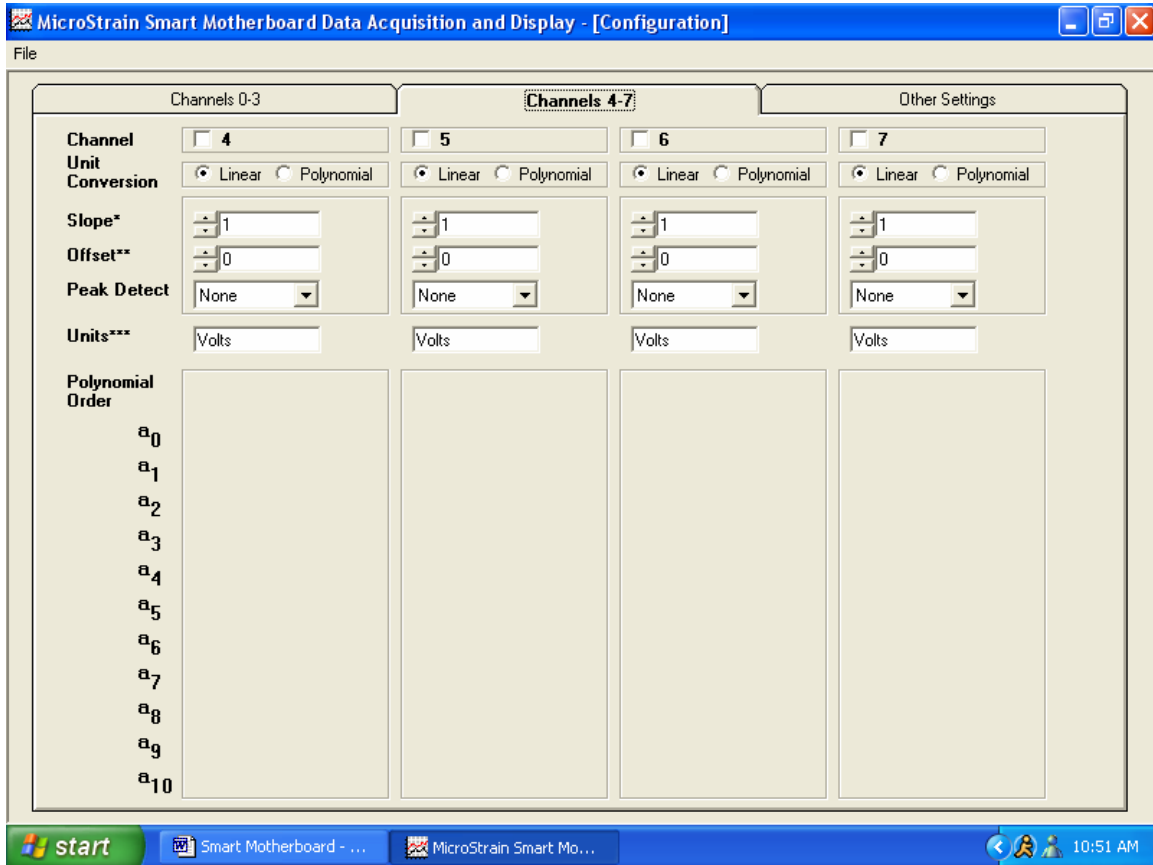 MicroStrain Smart Motherboard Data Acquisition and Display - [Configuration]
File
Channels 0-3 Channels 4-7 Other Settings
Channel 4 5 6 7
Unit
Conversion Linear Polynomial Linear Polynomial Linear Polynomial Linear Polynomial
Slope* 1 1 1 1
Offset** 0 0 0 0
Peak Detect None None None None
Units*** Volts Volts Volts Volts
Polynomial
Order
a0
a1
a2
a3
a4
a5
a6
a7
a8
a9
a10
start Smart Motherboard - ... MicroStrain Smart Mo... 10:51 AM